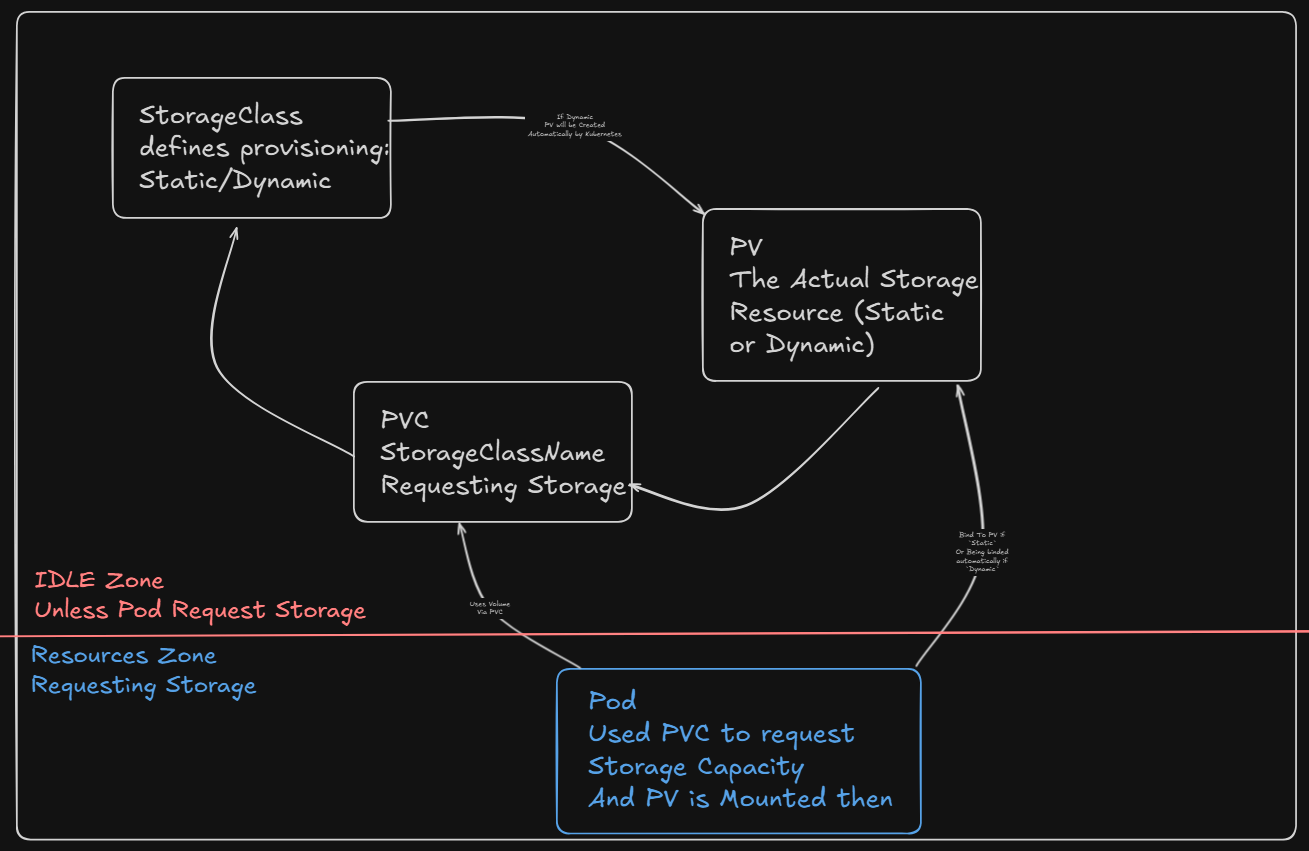 StorageClass
defines provisioning:
Static/Dynamic
If Dynamic
PV will be Created
Automatically by Kubernetes
PV
The Actual Storage
Resource (Static
or Dynamic)
PVC
StorageClassName
Requesting Storage
Bind To PV if
"Static"
Or Being binded
automatically if
"Dynamic"
IDLE Zone
Unless Pod Request Storage
Uses Volume
Via PVC
Resources Zone
Requesting Storage
Pod
Used PVC to request
Storage Capacity
And PV is Mounted then